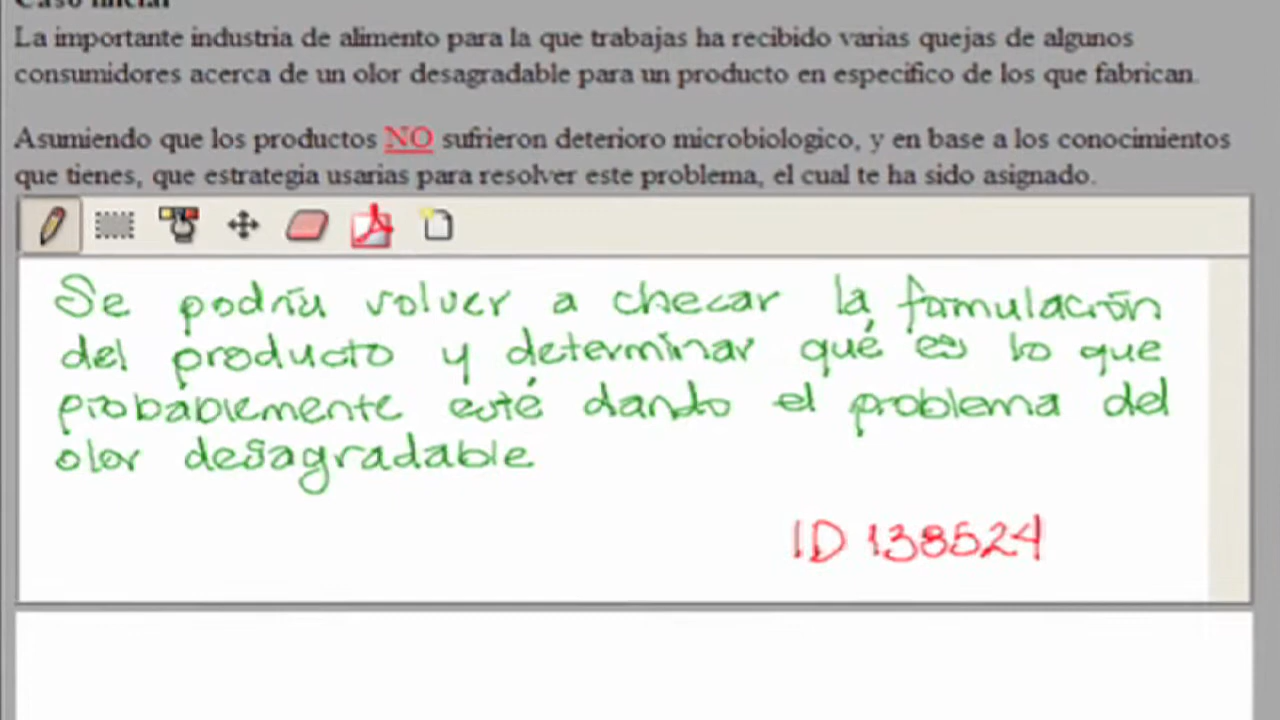 Caso inicial
La importante industria de alimento para la que trabajas ha recibido varias quejas de algunos
consumidores acerca de un olor desagradable para un producto en especifico de los que fabrican.
Asumiendo que los productos NO sufrieron deterioro microbiologico, y en base a los conocimientos
que tienes, que estrategia usarias para resolver este problema, el cual te ha sido asignado.
Se podría volver a checar la formulación
del producto y determinar qué es lo que
probablemente esté dando el problema del
olor desagradable
ID 138524